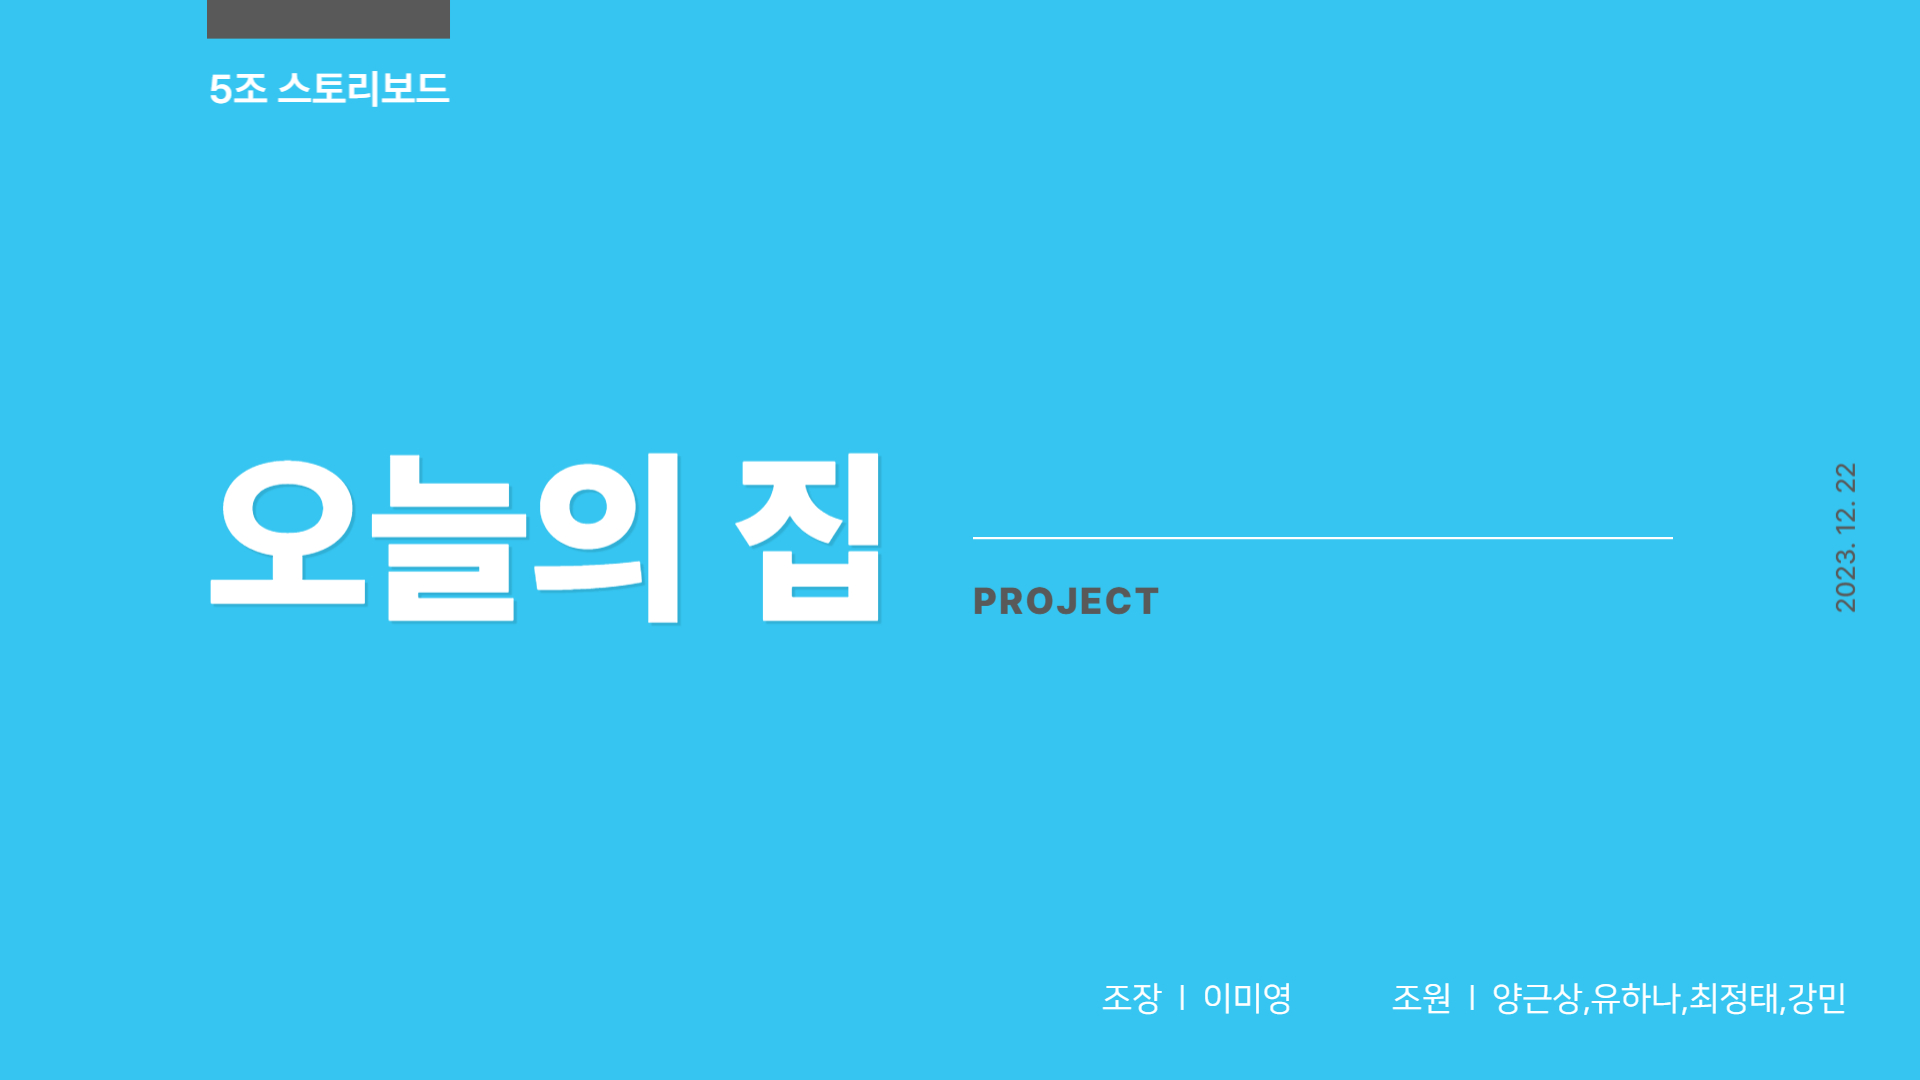 5조 스토리보드
오늘의 집
PROJECT
2023. 12. 22
조장 ㅣ 이미영
조원 ㅣ 양근상,유하나,최정태,강민